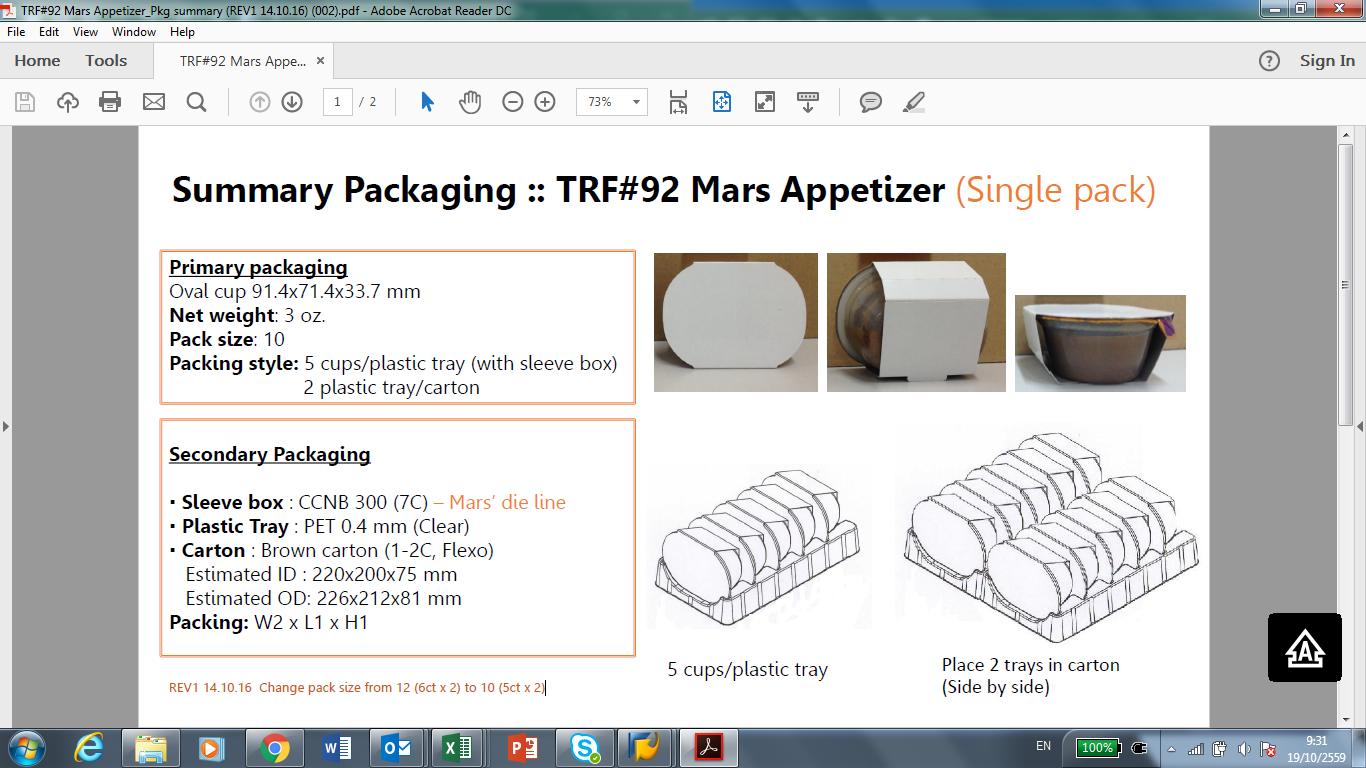 TRF#92 Mars Appetizer_Pkg summary (REV1 14.10.16) (002).pdf - Adobe Acrobat Reader DC
File Edit View Window Help
Home Tools TRF#92 Mars Appe... × Sign In
1 / 2 73%
Summary Packaging :: TRF#92 Mars Appetizer (Single pack)
Primary packaging
Oval cup 91.4x71.4x33.7 mm
Net weight: 3 oz.
Pack size: 10
Packing style: 5 cups/plastic tray (with sleeve box)
2 plastic tray/carton
Secondary Packaging
▪ Sleeve box : CCNB 300 (7C) – Mars’ die line
▪ Plastic Tray : PET 0.4 mm (Clear)
▪ Carton : Brown carton (1-2C, Flexo)
Estimated ID : 220x200x75 mm
Estimated OD: 226x212x81 mm
Packing: W2 x L1 x H1
REV1 14.10.16 Change pack size from 12 (6ct x 2) to 10 (5ct x 2)
5 cups/plastic tray
Place 2 trays in carton
(Side by side)
EN 100% 9:31
19/10/2559